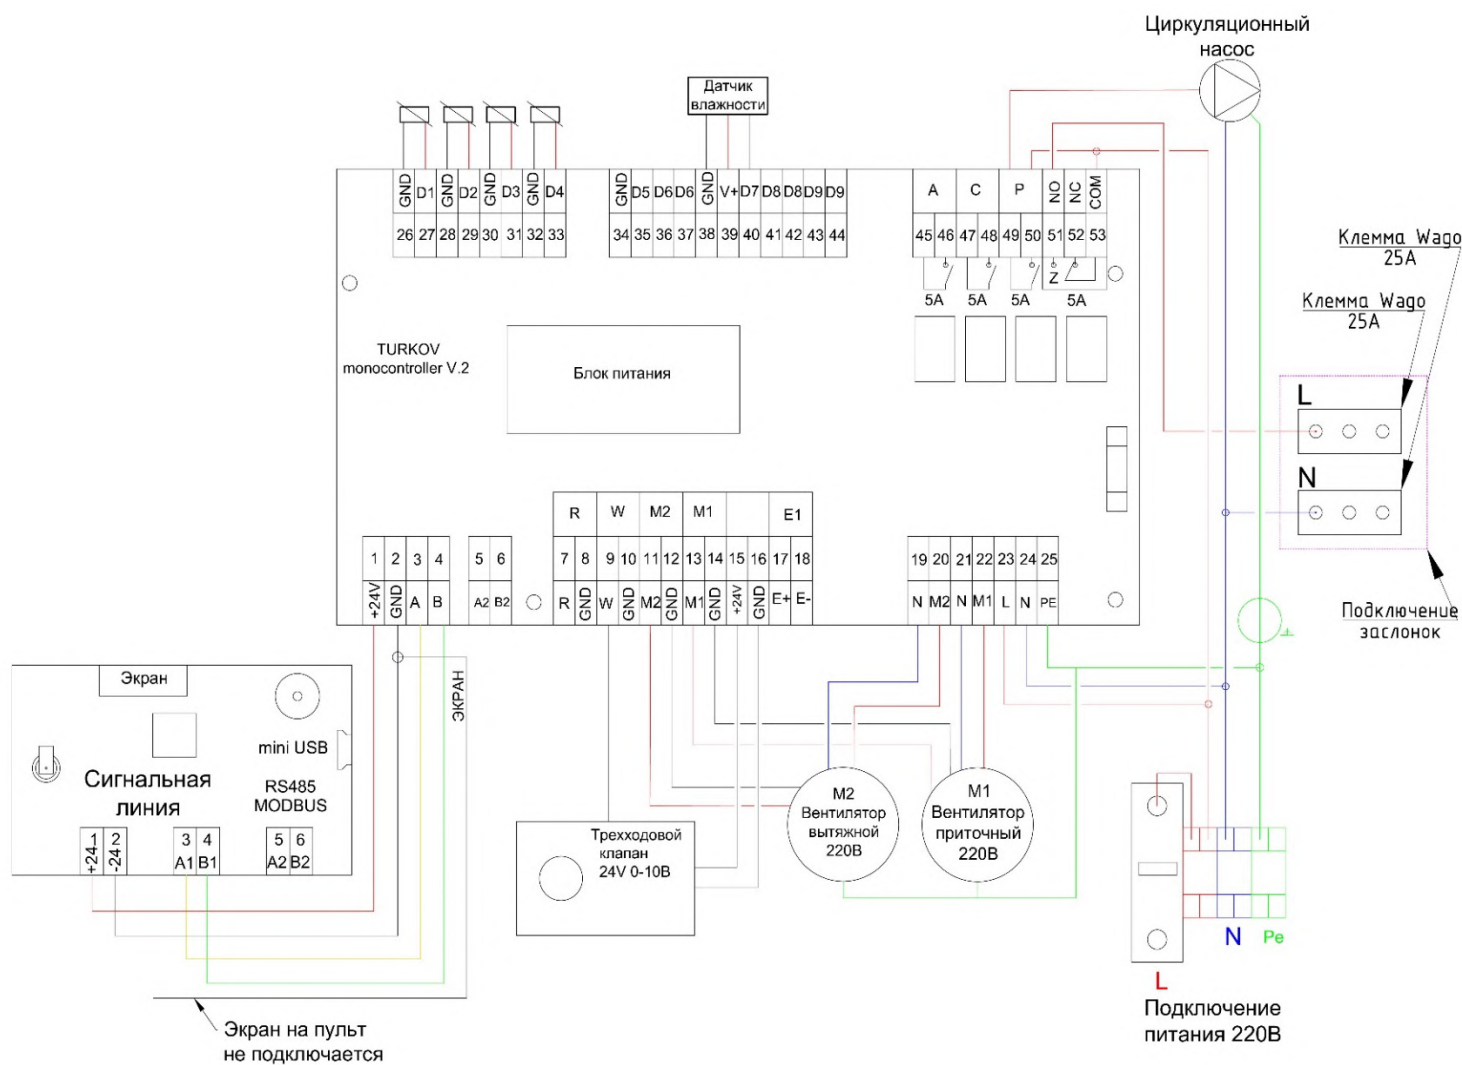 Циркуляционный
насос
Датчик
влажности
GND D1 GND D2 GND D3 GND D4
26 27 28 29 30 31 32 33
GND D5 D6 D6 GND V+ D7 D8 D8 D9 D9
34 35 36 37 38 39 40 41 42 43 44
A C P NO NC COM
45 46 47 48 49 50 51 52 53
Z
5A 5A 5A 5A
Клемма Wago
25A
Клемма Wago
25A
TURKOV
monocontroller V.2
Блок питания
L
N
Подключение
заслонок
R W M2 M1 E1
1 2 3 4 5 6 7 8 9 10 11 12 13 14 15 16 17 18 19 20 21 22 23 24 25
+24V GND A B A2 B2 R GND W GND M2 GND M1 GND +24V GND E+ E- N M2 N M1 L N PE
Экран
ЭКРАН
mini USB
Сигнальная
линия
RS485
MODBUS
1 2 3 4 5 6
+24 -24 A1 B1 A2 B2
Трехходовой
клапан
24V 0-10В
M2
Вентилятор
вытяжной
220В
M1
Вентилятор
приточный
220В
N Pe
L
Подключение
питания 220В
Экран на пульт
не подключается